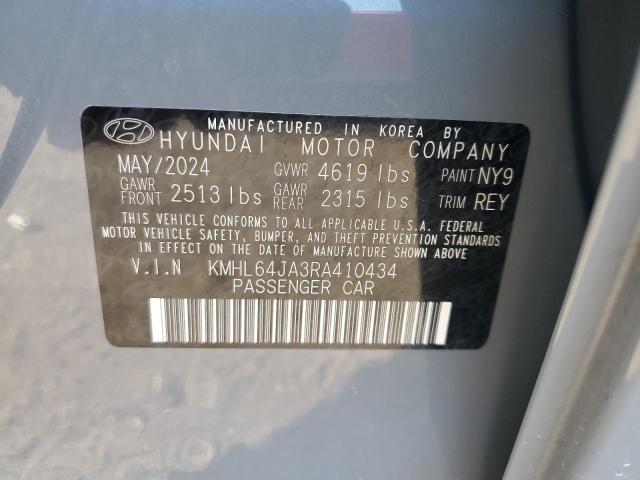 MANUFACTURED IN KOREA BY
HYUNDAI MOTOR COMPANY
MAY/2024 GVWR 4619 lbs PAINT NY9
GAWR FRONT 2513 lbs GAWR REAR 2315 lbs TRIM REY
THIS VEHICLE CONFORMS TO ALL APPLICABLE U.S.A. FEDERAL
MOTOR VEHICLE SAFETY, BUMPER, AND THEFT PREVENTION STANDARDS
IN EFFECT ON THE DATE OF MANUFACTURE SHOWN ABOVE.
V.I.N KMHL64JA3RA410434
PASSENGER CAR